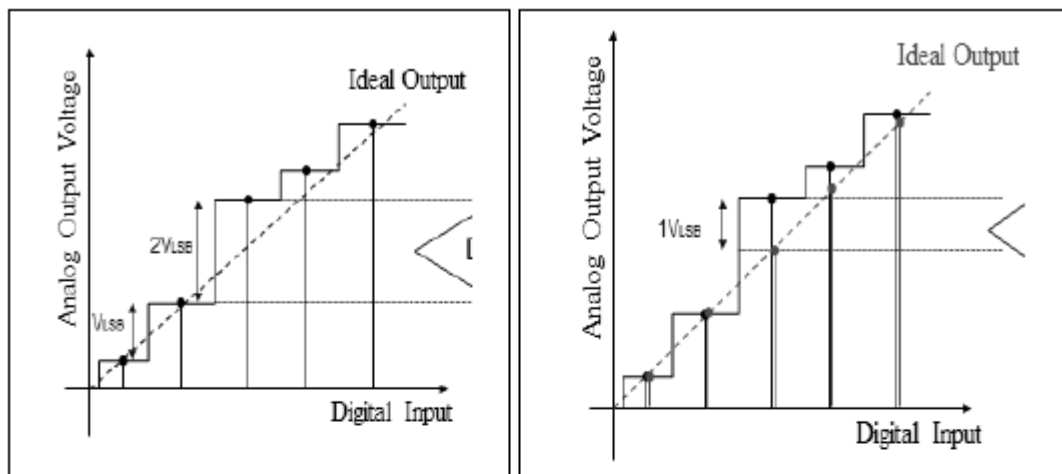 Analog Output Voltage
Ideal Output
2VLSB
VLSB
Digital Input
Analog Output Voltage
Ideal Output
1VLSB
Digital Input